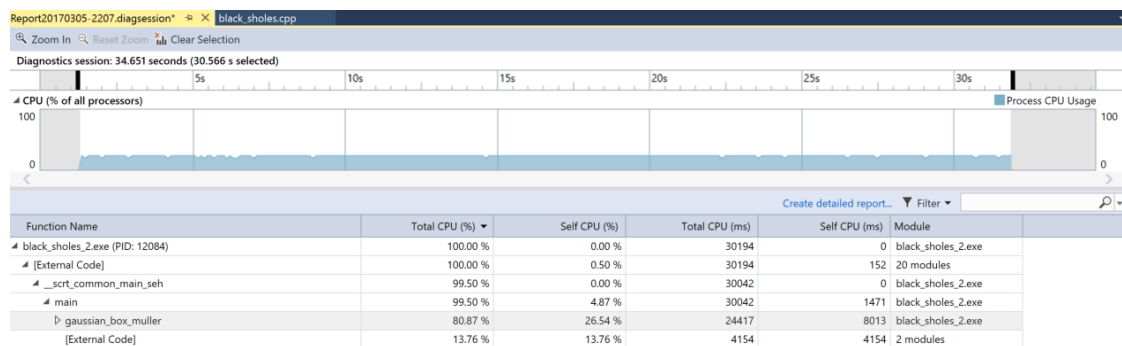 Report20170305-2207.diagsession* black_sholes.cpp
Zoom In Reset Zoom Clear Selection
Diagnostics session: 34.651 seconds (30.566 s selected)
5s 10s 15s 20s 25s 30s
CPU (% of all processors) Process CPU Usage
100 100
0 0
Create detailed report... Filter
Function Name Total CPU (%) Self CPU (%) Total CPU (ms) Self CPU (ms) Module
black_sholes_2.exe (PID: 12084) 100.00 % 0.00 % 30194 0 black_sholes_2.exe
[External Code] 100.00 % 0.50 % 30194 152 20 modules
__scrt_common_main_seh 99.50 % 0.00 % 30042 0 black_sholes_2.exe
main 99.50 % 4.87 % 30042 1471 black_sholes_2.exe
gaussian_box_muller 80.87 % 26.54 % 24417 8013 black_sholes_2.exe
[External Code] 13.76 % 13.76 % 4154 4154 2 modules